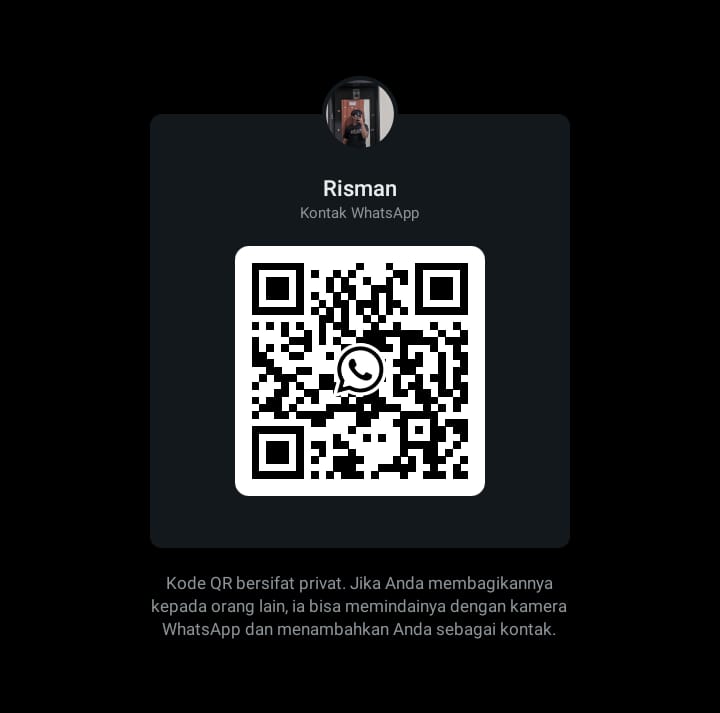 Risman
Kontak WhatsApp
Kode QR bersifat privat. Jika Anda membagikannya
kepada orang lain, ia bisa memindainya dengan kamera
WhatsApp dan menambahkan Anda sebagai kontak.